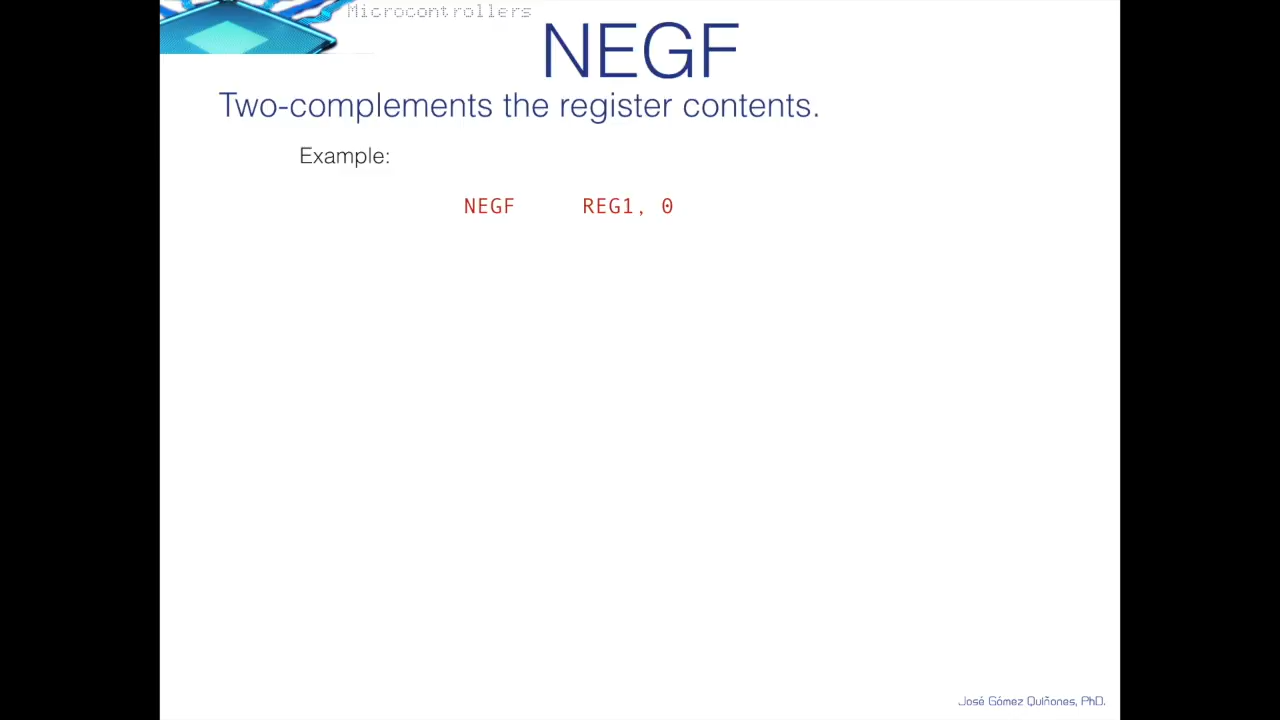 Microcontrollers
NEGF
Two-complements the register contents.
Example:
NEGF REG1, 0
José Gómez Quiñones, PhD.